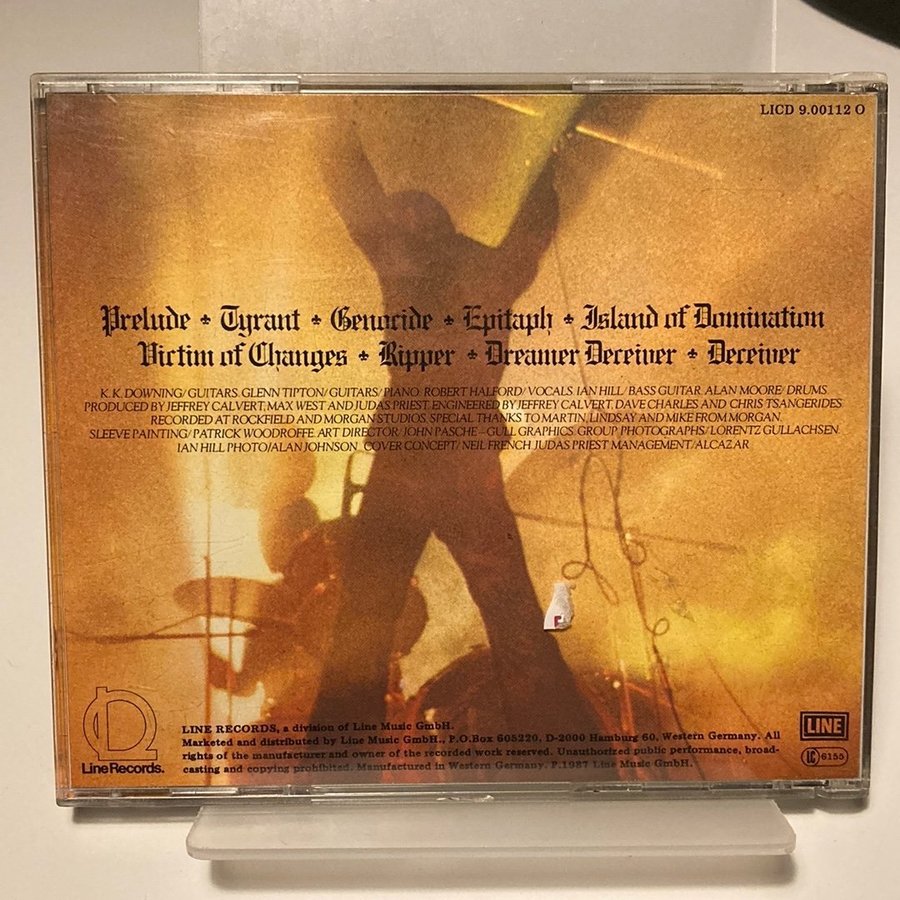 LICD 9.00112 O
Prelude ✦ Tyrant ✦ Genocide ✦ Epitaph ✦ Island of Domination
Victim of Changes ✦ Ripper ✦ Dreamer Deceiver ✦ Deceiver
K. K. DOWNING/ GUITARS. GLENN TIPTON/ GUITARS/ PIANO. ROBERT HALFORD/ VOCALS. IAN HILL/ BASS GUITAR. ALAN MOORE/ DRUMS
PRODUCED BY JEFFREY CALVERT, MAX WEST AND JUDAS PRIEST. ENGINEERED BY JEFFREY CALVERT, DAVE CHARLES AND CHRIS TSANGERIDES
RECORDED AT ROCKFIELD AND MORGAN STUDIOS. SPECIAL THANKS TO MARTIN, LINDSAY AND MIKE FROM MORGAN.
SLEEVE PAINTING/ PATRICK WOODROFFE. ART DIRECTOR/ JOHN PASCHE – GULL GRAPHICS. GROUP PHOTOGRAPHS/ LORENTZ GULLACHSEN.
IAN HILL PHOTO/ALAN JOHNSON. COVER CONCEPT/ NEIL FRENCH JUDAS PRIEST MANAGEMENT/ALCAZAR
Line Records.
LINE RECORDS, a division of Line Music GmbH.
Marketed and distributed by Line Music GmbH., P.O.Box 605220, D-2000 Hamburg 60, Western Germany. All
rights of the manufacturer and owner of the recorded work reserved. Unauthorized public performance, broad-
casting and copying prohibited. Manufactured in Western Germany. P.1987 Line Music GmbH.
LINE
LC 6155